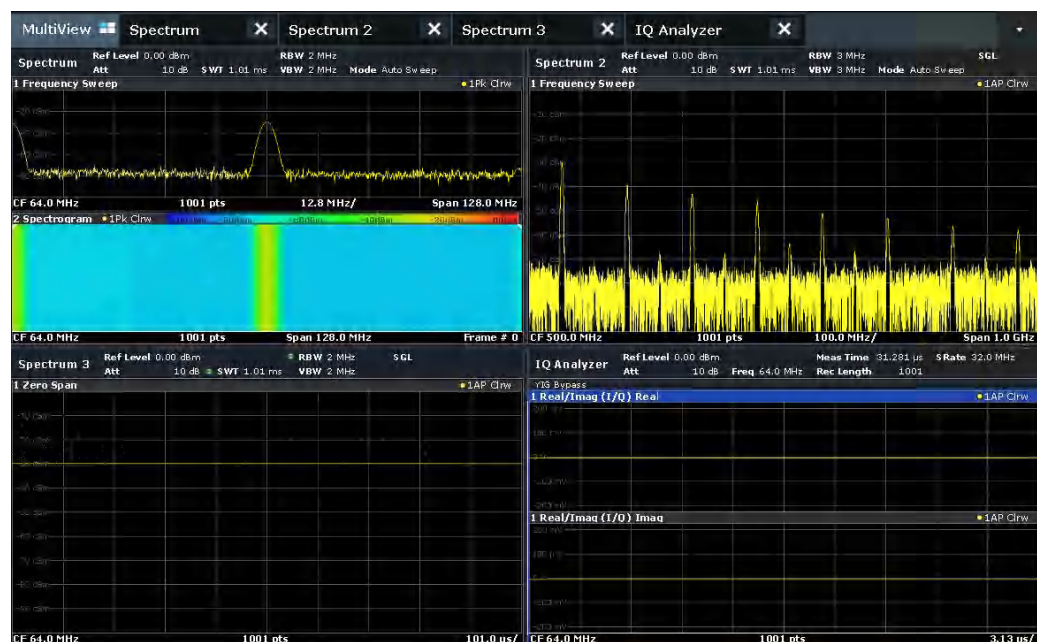 MultiView Spectrum Spectrum 2 Spectrum 3 IQ Analyzer
Spectrum Ref Level 0.00 dBm RBW 2 MHz
Att 10 dB SWT 1.01 ms VBW 2 MHz Mode Auto Sweep
1 Frequency Sweep 1Pk Clrw
CF 64.0 MHz 1001 pts 12.8 MHz/ Span 128.0 MHz
2 Spectrogram 1Pk Clrw
CF 64.0 MHz 1001 pts Span 128.0 MHz Frame # 0
Spectrum 2 Ref Level 0.00 dBm RBW 3 MHz SGL
Att 10 dB SWT 1.01 ms VBW 3 MHz Mode Auto Sweep
1 Frequency Sweep 1AP Clrw
CF 500.0 MHz 1001 pts 100.0 MHz/ Span 1.0 GHz
Spectrum 3 Ref Level 0.00 dBm RBW 2 MHz SGL
Att 10 dB SWT 1.01 ms VBW 2 MHz
1 Zero Span 1AP Clrw
CF 64.0 MHz 1001 pts 101.0 us/
IQ Analyzer Ref Level 0.00 dBm Meas Time 31.281 µs SRate 32.0 MHz
Att 10 dB Freq 64.0 MHz Rec Length 1001
YIG Bypass
1 Real/Imag (I/Q) Real 1AP Clrw
1 Real/Imag (I/Q) Imag 1AP Clrw
CF 64.0 MHz 1001 pts 3.13 µs/